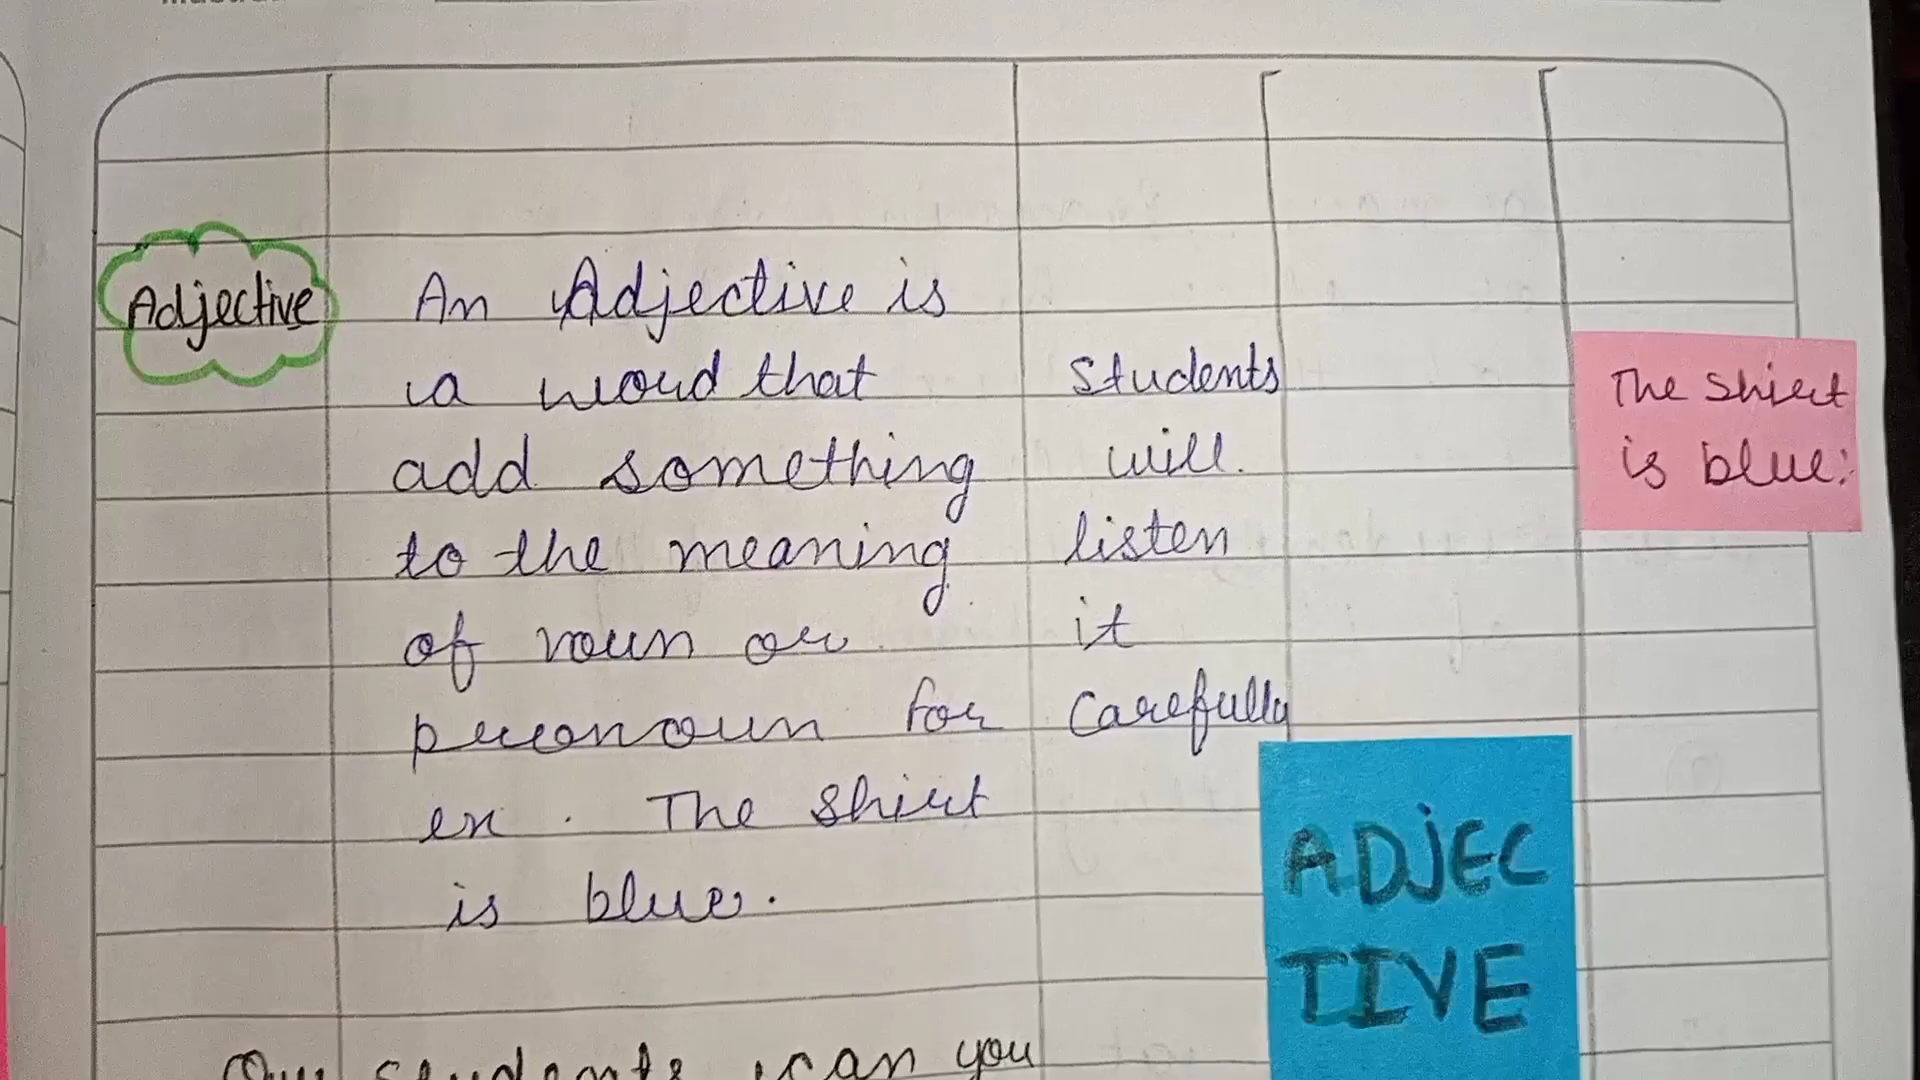 Adjective
An Adjective is
a word that
add something
to the meaning
of noun or
pronoun for
ex. The Shirt
is blue.
students
will.
listen
it
carefully
The Shirt
is blue.
ADJEC
TIVE
students can you